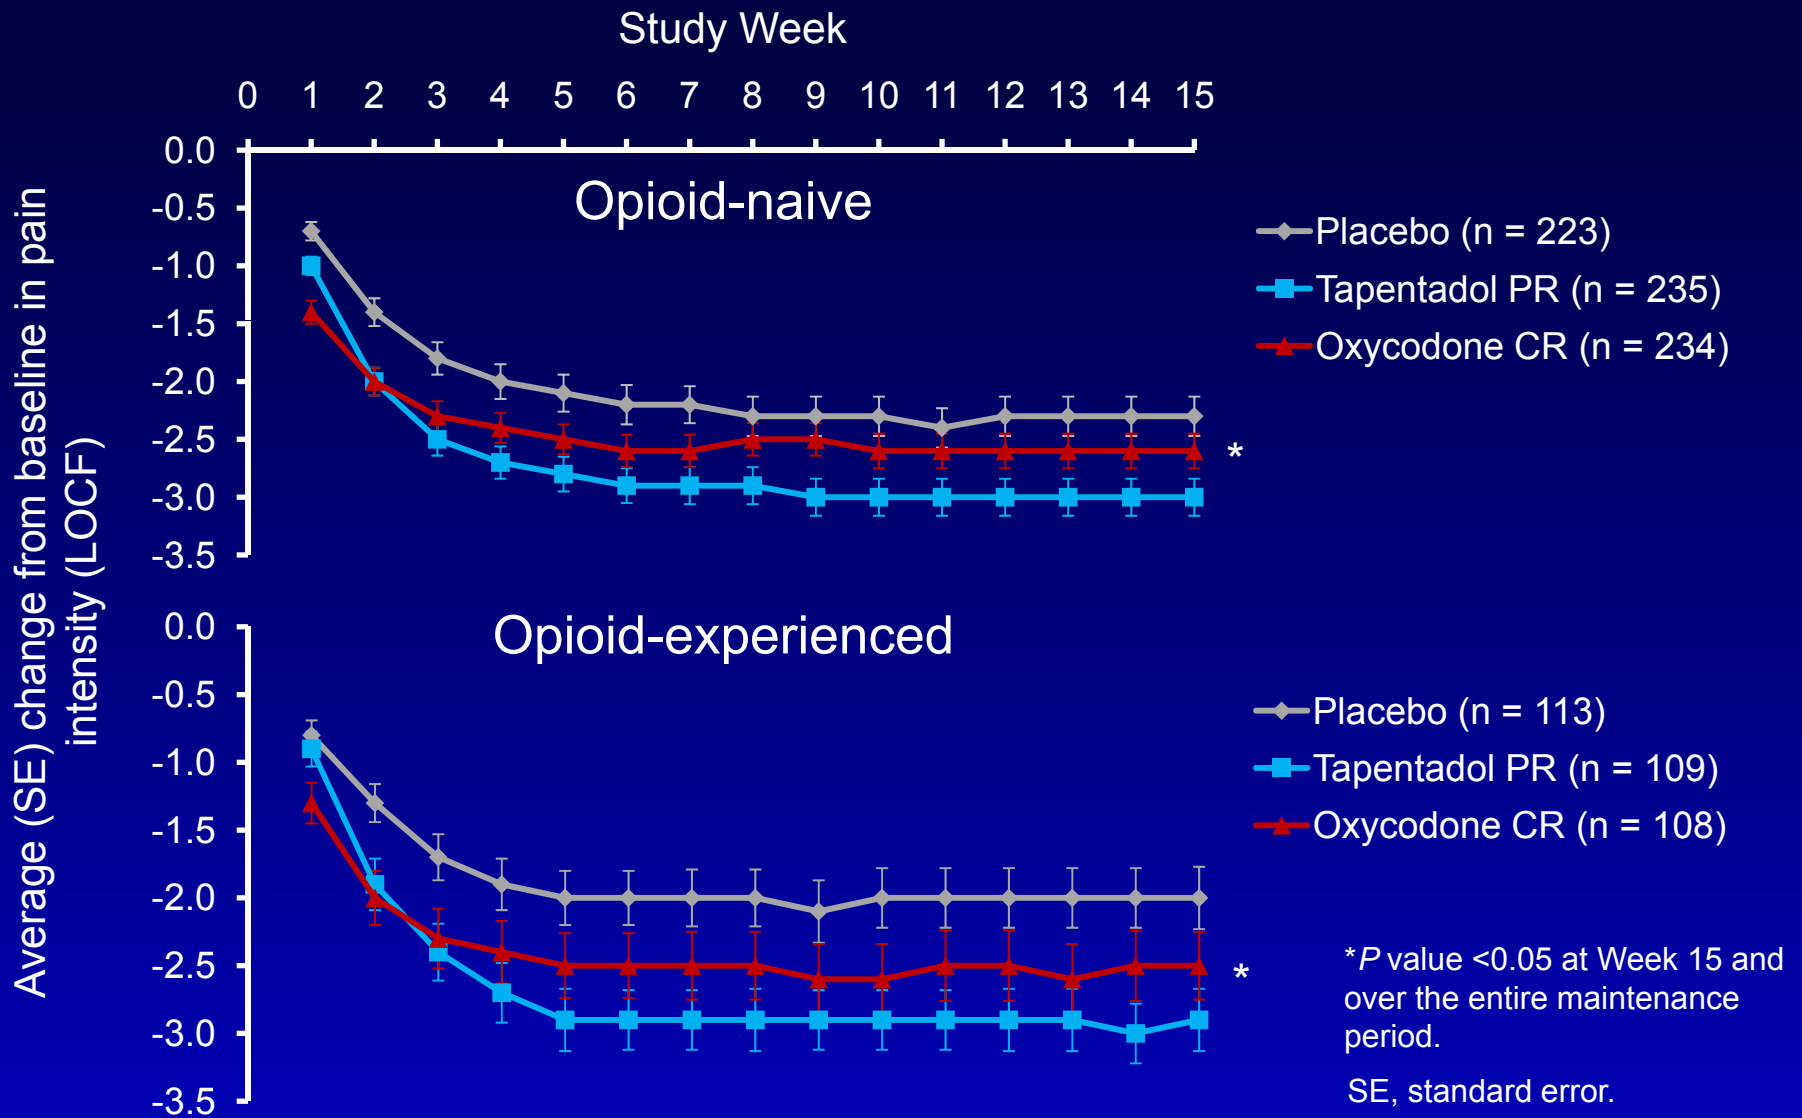 Study Week
0 1 2 3 4 5 6 7 8 9 10 11 12 13 14 15
Average (SE) change from baseline in pain
intensity (LOCF)
0.0
-0.5
-1.0
-1.5
-2.0
-2.5
-3.0
-3.5
Opioid-naive
Placebo (n = 223)
Tapentadol PR (n = 235)
Oxycodone CR (n = 234)
*
0.0
-0.5
-1.0
-1.5
-2.0
-2.5
-3.0
-3.5
Opioid-experienced
Placebo (n = 113)
Tapentadol PR (n = 109)
Oxycodone CR (n = 108)
*
*P value <0.05 at Week 15 and
over the entire maintenance
period.
SE, standard error.